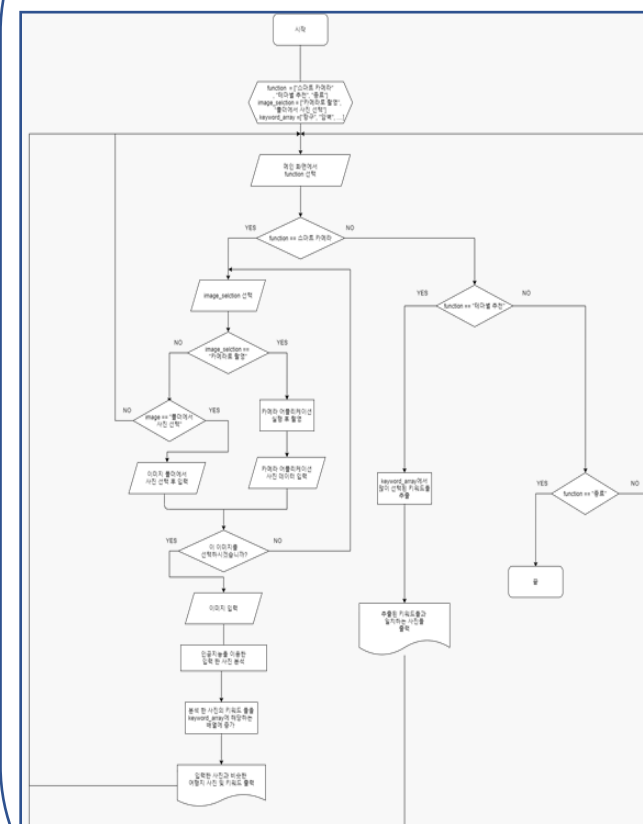 시작
function = ["스마트 카메라"
, "테마별 추천", "종료"]
image_selction = ["카메라로 촬영",
"폴더에서 사진 선택"]
keyword_array =["항구", "암벽", ...]
메인 화면에서
function 선택
YES
function == 스마트 카메라
NO
image_selction 선택
YES
function == "테마별 추천"
NO
NO
image_selction ==
"카메라로 촬영"
YES
NO
image == "폴더에서
사진 선택"
YES
카메라 어플리케이션
실행 후 촬영
이미지 폴더에서
사진 선택 후 입력
카메라 어플리케이션
사진 데이터 입력
keyword_array에서
많이 선택된 키워드를
추출
YES
function == "종료"
NO
YES
이 이미지를
선택하시겠습니까?
NO
끝
이미지 입력
추출된 키워드들과
일치하는 사진을
출력
인공지능을 이용한
입력 한 사진 분석
분석 한 사진의 키워드 들을
keyword_array에 해당하는
배열에 증가
입력한 사진과 비슷한
여행지 사진 및 키워드 출력